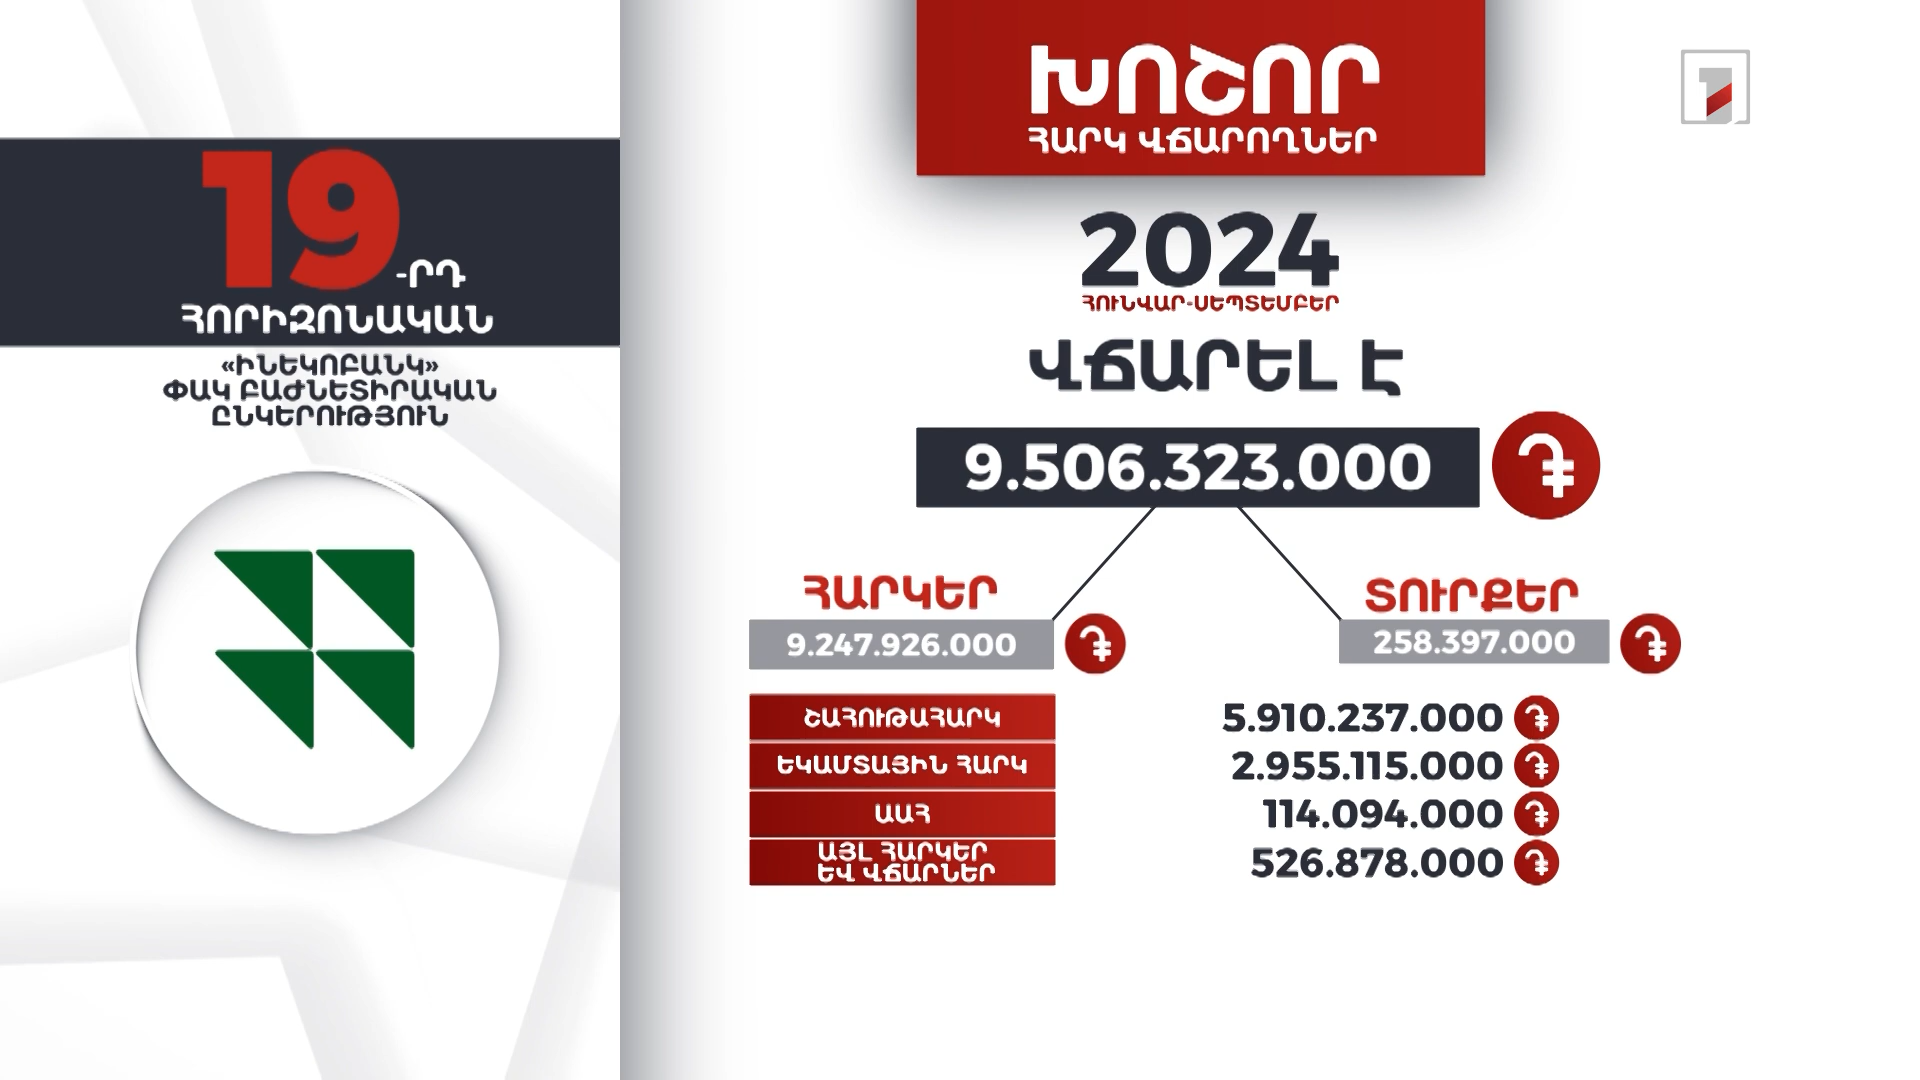 19-ՐԴ
ՀՈՐԻԶՈՆԱԿԱՆ
«ԻՆԵԿՈԲԱՆԿ»
ՓԱԿ ԲԱԺՆԵՏԻՐԱԿԱՆ
ԸՆԿԵՐՈՒԹՅՈՒՆ
ԽՈՇՈՐ
ՀԱՐԿ ՎՃԱՐՈՂՆԵՐ
2024
ՀՈՒՆՎԱՐ-ՍԵՊՏԵՄԲԵՐ
ՎՃԱՐԵԼ Է
9.506.323.000 ֏
ՀԱՐԿԵՐ
9.247.926.000 ֏
ՏՈՒՐՔԵՐ
258.397.000 ֏
ՇԱՀՈՒԹԱՀԱՐԿ 5.910.237.000 ֏
ԵԿԱՄՏԱՅԻՆ ՀԱՐԿ 2.955.115.000 ֏
ԱԱՀ 114.094.000 ֏
ԱՅԼ ՀԱՐԿԵՐ
ԵՎ ՎՃԱՐՆԵՐ 526.878.000 ֏
1